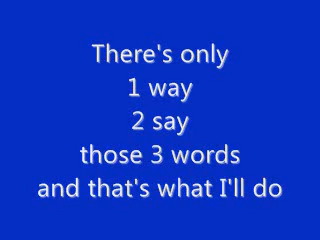 There's only
1 way
2 say
those 3 words
and that's what I'll do